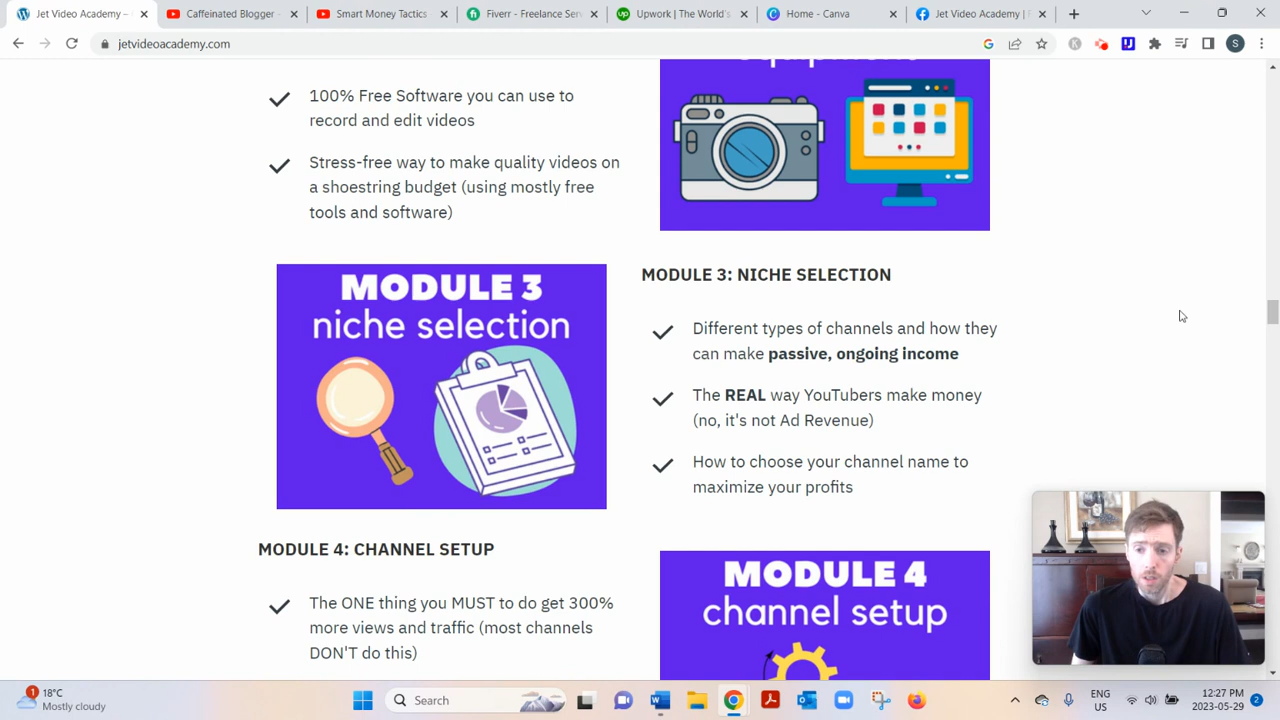 Jet Video Academy –
Caffeinated Blogger -
Smart Money Tactics
Fiverr - Freelance Serv
Upwork | The World's
Home - Canva
Jet Video Academy |
jetvideoacademy.com
S
equipment
100% Free Software you can use to
record and edit videos
Stress-free way to make quality videos on
a shoestring budget (using mostly free
tools and software)
MODULE 3
niche selection
MODULE 3: NICHE SELECTION
Different types of channels and how they
can make passive, ongoing income
The REAL way YouTubers make money
(no, it's not Ad Revenue)
How to choose your channel name to
maximize your profits
MODULE 4: CHANNEL SETUP
The ONE thing you MUST to do get 300%
more views and traffic (most channels
DON'T do this)
MODULE 4
channel setup
1
18°C
Mostly cloudy
Search
ENG
US
12:27 PM
2023-05-29
2